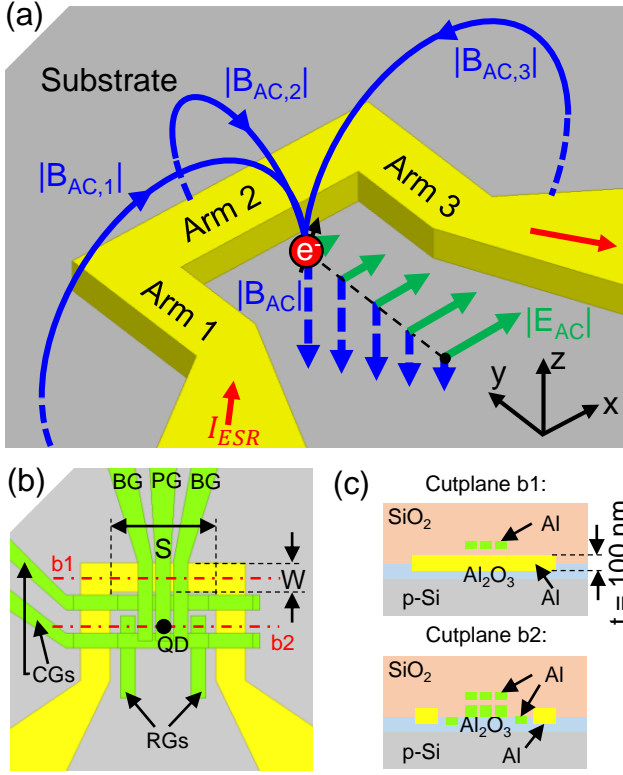 (a)
Substrate
|B_AC,2|
|B_AC,3|
|B_AC,1|
Arm 2
Arm 3
e-
Arm 1
|B_AC|
|E_AC|
I_ESR
z
y
x
(b)
BG PG BG
S
b1
W
b2
QD
CGs
RGs
(c)
Cutplane b1:
SiO₂
Al
Al₂O₃
Al
p-Si
t = 100 nm
Cutplane b2:
SiO₂
Al
Al₂O₃
Al
p-Si